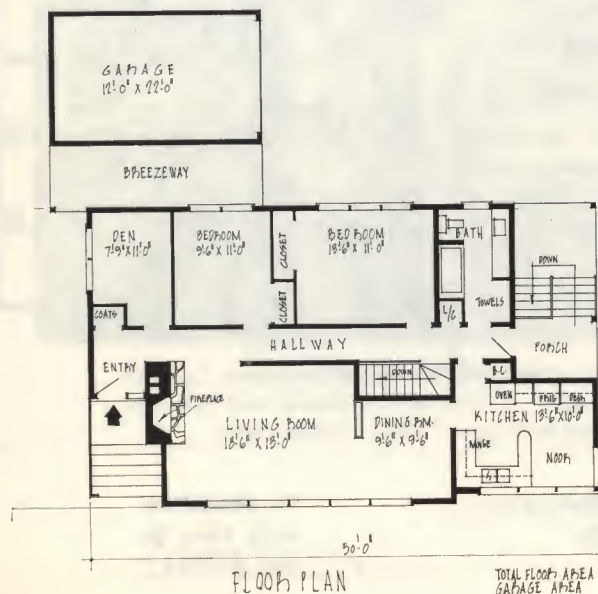 GARAGE
12'-0" X 22'-0"
BREEZEWAY
DEN
7'-9" X 11'-0"
BEDROOM
9'-6" X 11'-0"
CLOSET
CLOSET
BEDROOM
13'-6" X 11'-0"
BATH
L/C
TOWELS
DOWN
PORCH
COATS
ENTRY
HALLWAY
DOWN
B.C.
FIREPLACE
LIVING ROOM
18'-6" X 13'-0"
DINING RM.
9'-6" X 9'-6"
OVEN
FRIG
DESK
KITCHEN 13'-6" X 10'-0"
RANGE
S
NOOK
50'-0"
FLOOR PLAN
TOTAL FLOOR AREA
GARAGE AREA